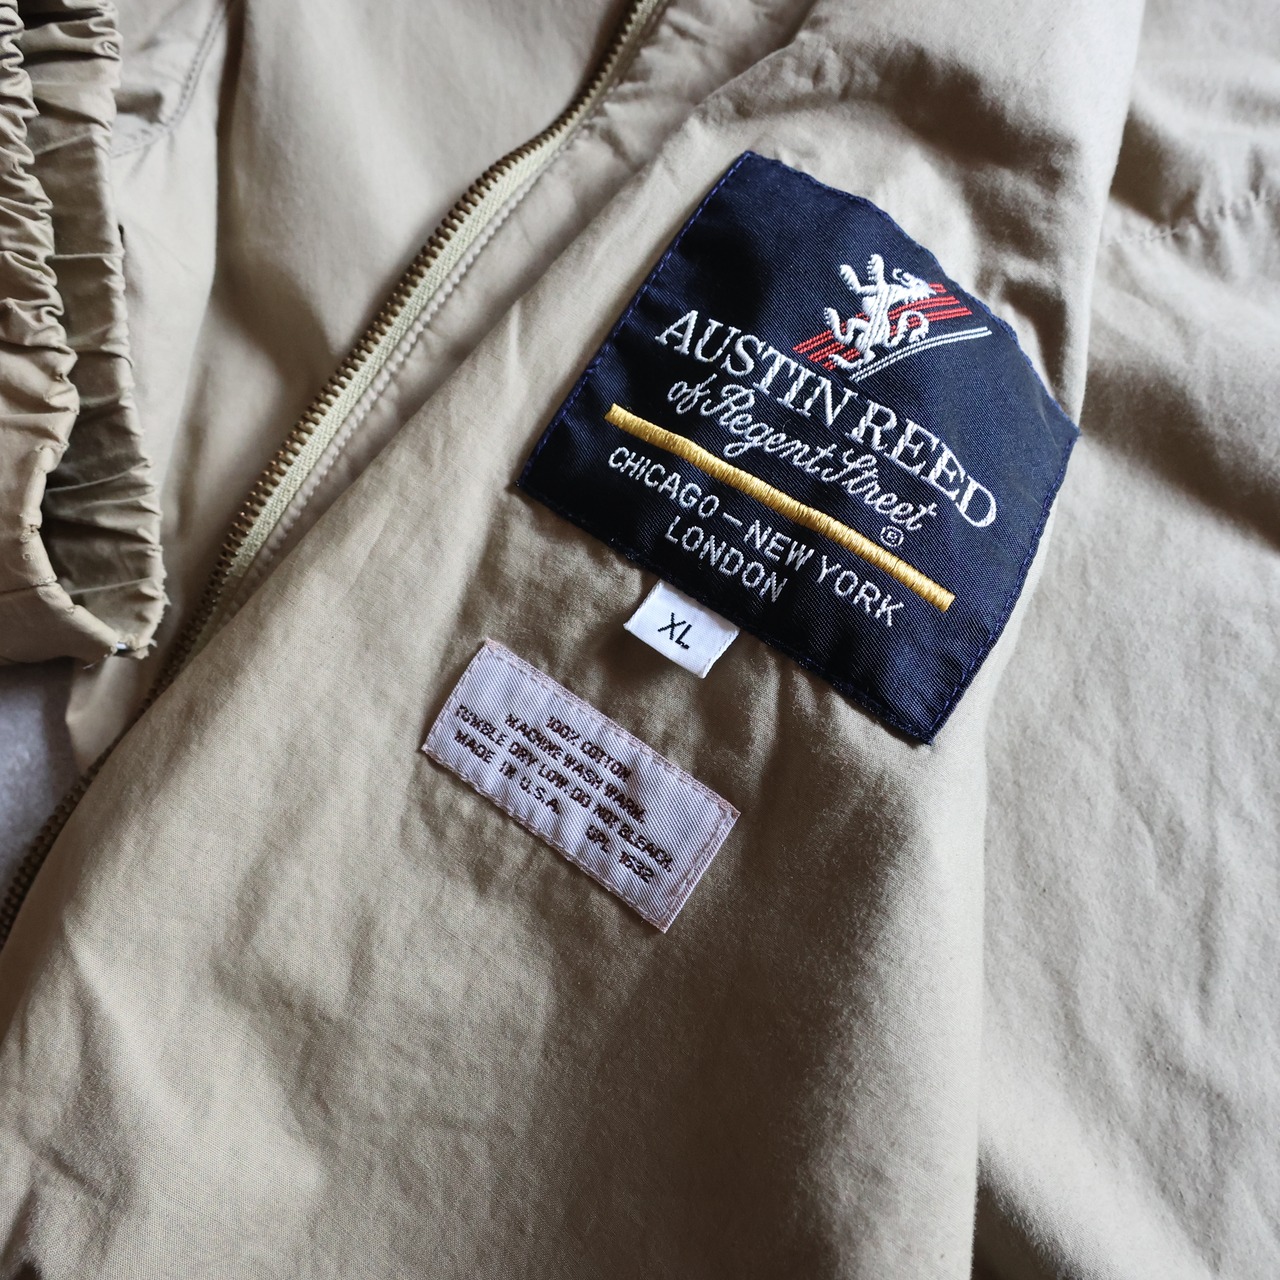 AUSTIN REED
of Regent Street ®
CHICAGO – NEW YORK
LONDON
XL
100% COTTON
MACHINE WASH WARM.
TUMBLE DRY LOW. DO NOT BLEACH.
MADE IN U.S.A.
SPL 1632